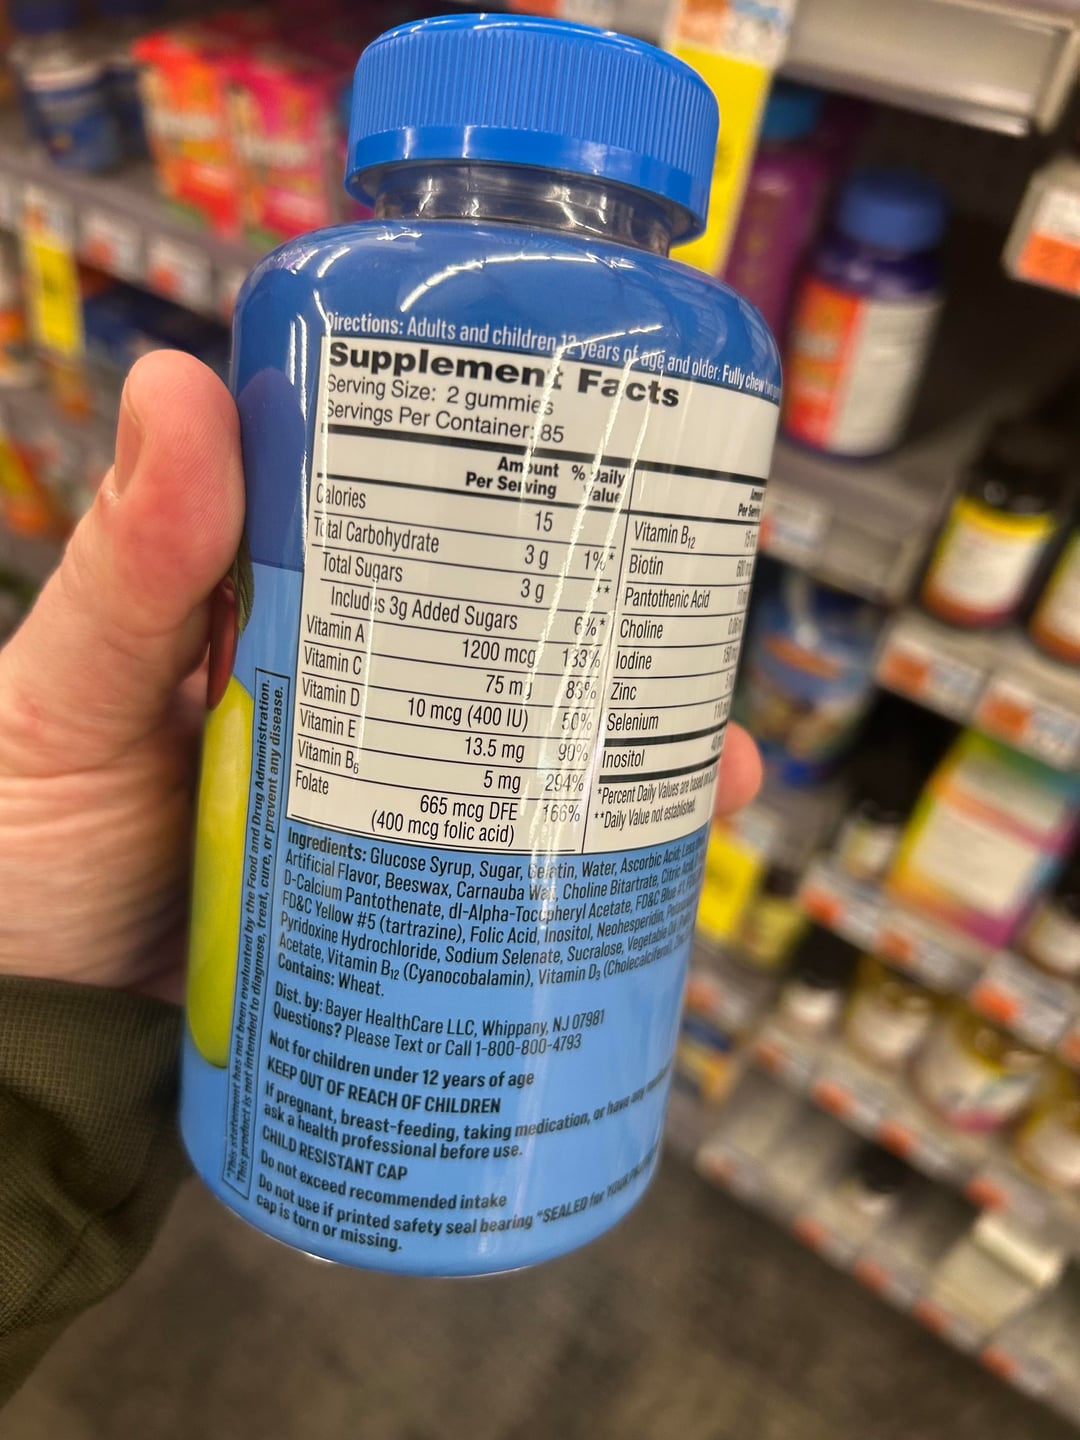 Directions: Adults and children 12 years of age and older: Fully chew
Supplement Facts
Serving Size: 2 gummies
Servings Per Container: 85
Amount Per Serving % Daily Value
Calories 15
Total Carbohydrate 3 g 1%*
Total Sugars 3 g **
Includes 3g Added Sugars 6%*
Vitamin A 1200 mcg 133%
Vitamin C 75 mg 83%
Vitamin D 10 mcg (400 IU) 50%
Vitamin E 13.5 mg 90%
Vitamin B6 5 mg 294%
Folate 665 mcg DFE 166%
(400 mcg folic acid)
Vitamin B12
Biotin
Pantothenic Acid
Choline
Iodine
Zinc
Selenium
Inositol
*Percent Daily Values are based on a
**Daily Value not established.
Ingredients: Glucose Syrup, Sugar, Gelatin, Water, Ascorbic Acid; Less
Artificial Flavor, Beeswax, Carnauba Wax, Choline Bitartrate, Citric Acid,
D-Calcium Pantothenate, dl-Alpha-Tocopheryl Acetate, FD&C Blue #1,
FD&C Yellow #5 (tartrazine), Folic Acid, Inositol, Neohesperidin,
Pyridoxine Hydrochloride, Sodium Selenate, Sucralose, Vegetable Oil
Acetate, Vitamin B12 (Cyanocobalamin), Vitamin D3 (Cholecalciferol),
Contains: Wheat.
Dist. by: Bayer HealthCare LLC, Whippany, NJ 07981
Questions? Please Text or Call 1-800-800-4793
Not for children under 12 years of age
KEEP OUT OF REACH OF CHILDREN
If pregnant, breast-feeding, taking medication, or have any
ask a health professional before use.
CHILD RESISTANT CAP
Do not exceed recommended intake
Do not use if printed safety seal bearing "SEALED for YOUR
cap is torn or missing.
*This statement has not been evaluated by the Food and Drug Administration.
This product is not intended to diagnose, treat, cure, or prevent any disease.